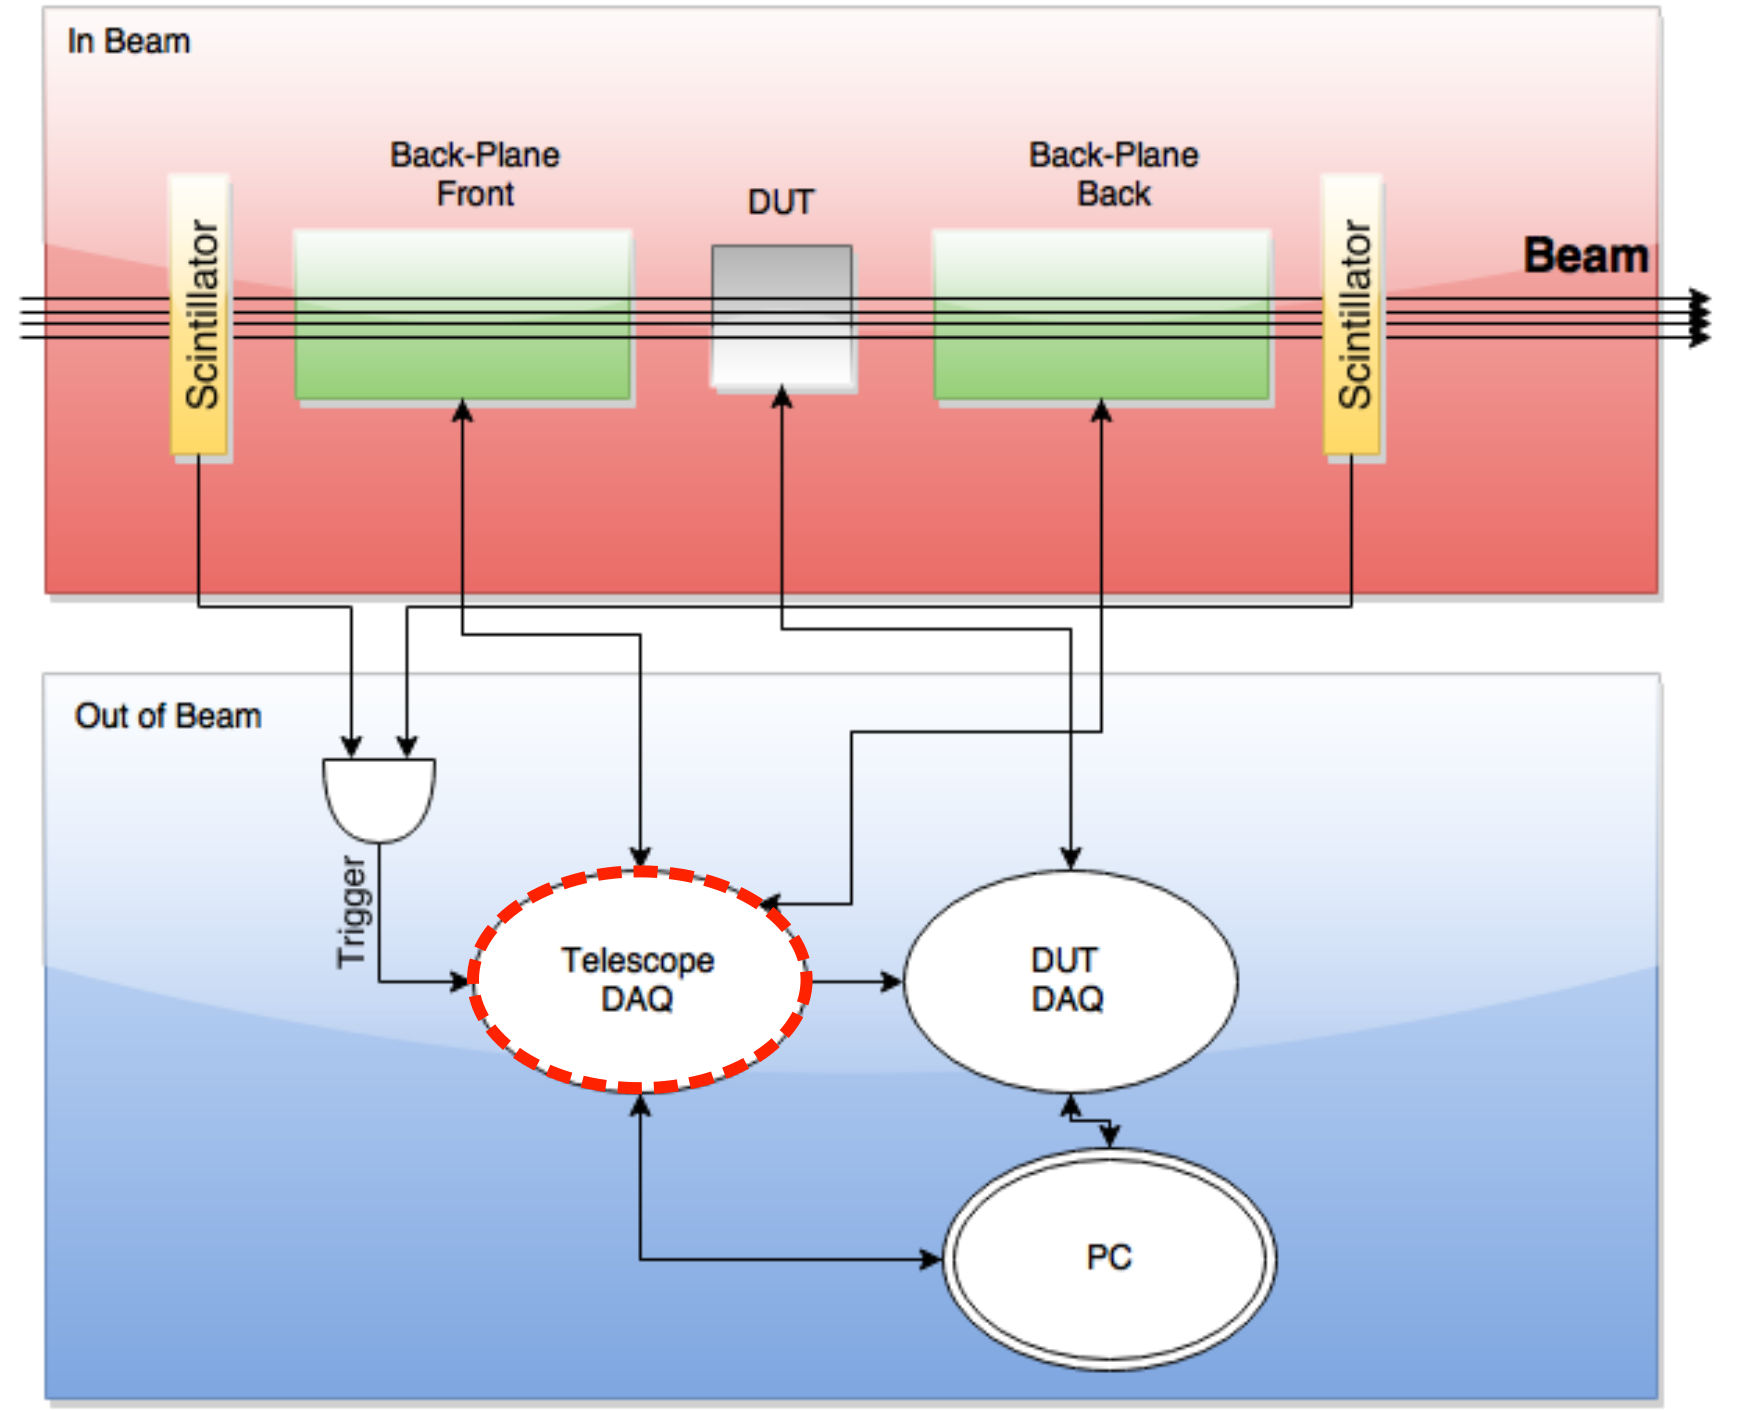 In Beam
Back-Plane
Front
DUT
Back-Plane
Back
Scintillator
Scintillator
Beam
Out of Beam
Trigger
Telescope
DAQ
DUT
DAQ
PC